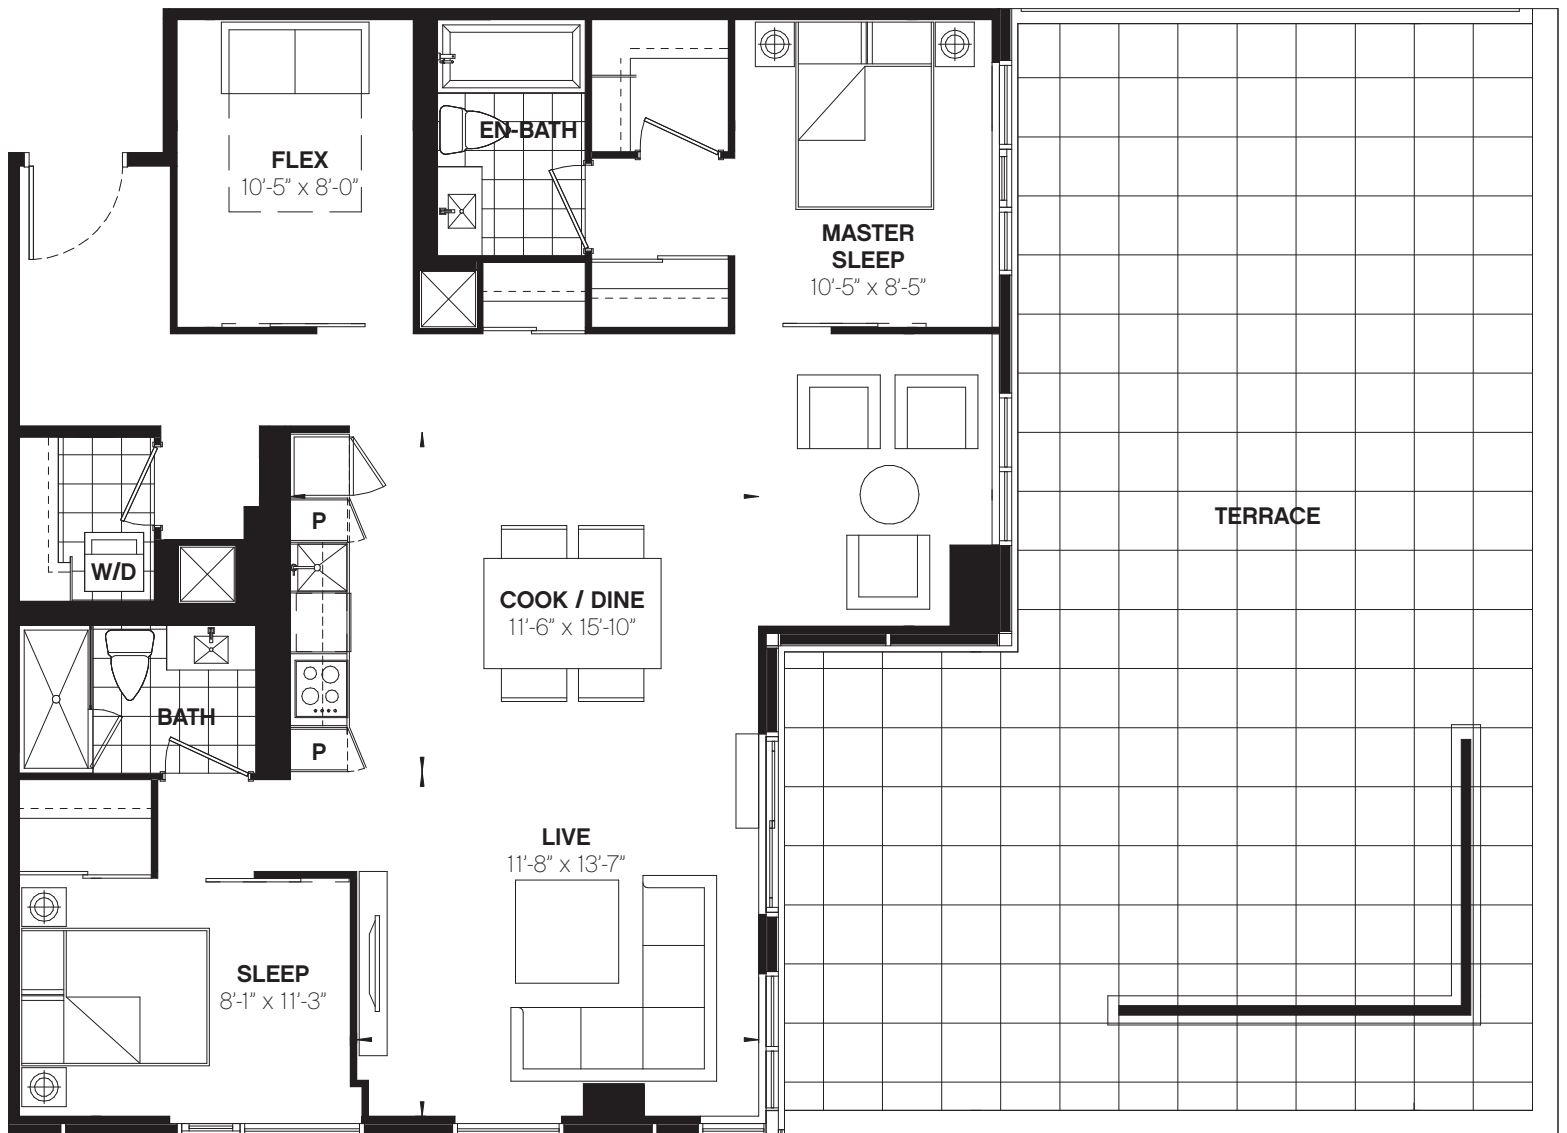 FLEX
10'-5" x 8'-0"
EN-BATH
MASTER
SLEEP
10'-5" x 8'-5"
TERRACE
P
W/D
COOK / DINE
11'-6" x 15'-10"
BATH
P
LIVE
11'-8" x 13'-7"
SLEEP
8'-1" x 11'-3"